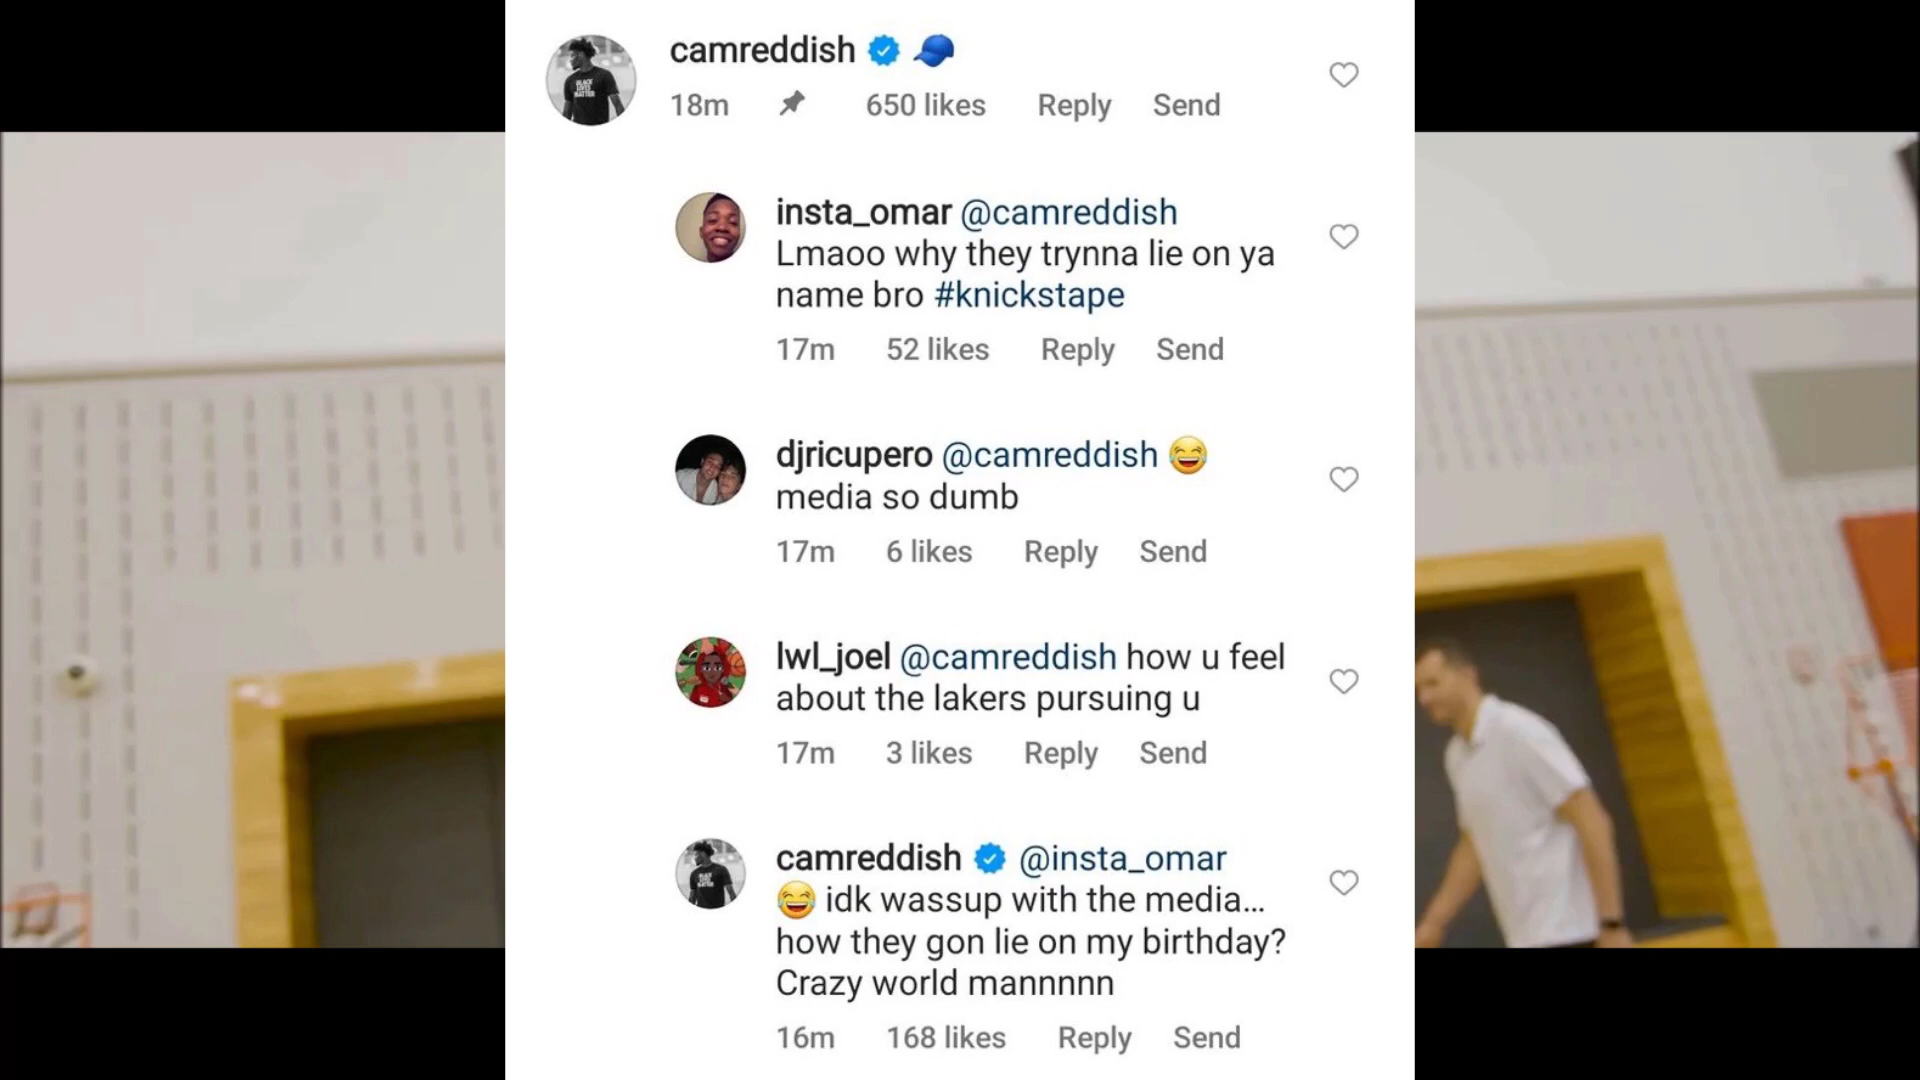 camreddish 🧢
18m 650 likes Reply Send
insta_omar @camreddish
Lmaoo why they trynna lie on ya
name bro #knickstape
17m 52 likes Reply Send
djricupero @camreddish 😂
media so dumb
17m 6 likes Reply Send
lwl_joel @camreddish how u feel
about the lakers pursuing u
17m 3 likes Reply Send
camreddish @insta_omar
😂 idk wassup with the media...
how they gon lie on my birthday?
Crazy world mannnnn
16m 168 likes Reply Send